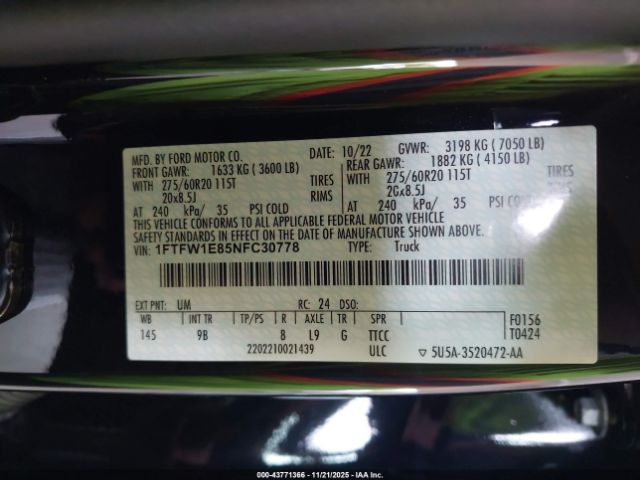 MFD. BY FORD MOTOR CO. DATE: 10/22 GVWR: 3198 KG ( 7050 LB)
FRONT GAWR: 1633 KG ( 3600 LB) REAR GAWR: 1882 KG ( 4150 LB)
WITH 275/60R20 115T TIRES WITH 275/60R20 115T TIRES
20x8.5J RIMS 20x8.5J RIMS
AT 240 kPa/ 35 PSI COLD AT 240 kPa/ 35 PSI COLD
THIS VEHICLE CONFORMS TO ALL APPLICABLE FEDERAL MOTOR VEHICLE
SAFETY STANDARDS IN EFFECT ON THE DATE OF MANUFACTURE SHOWN ABOVE
VIN: 1FTFW1E85NFC30778 TYPE: Truck
EXT PNT: UM RC: 24 DSO:
WB INT TR TP/PS R AXLE TR SPR F0156
145 9B 8 L9 G TTCC T0424
2202210021439 ULC 5U5A-3520472-AA
000-43771366 - 11/21/2025 - IAA Inc.